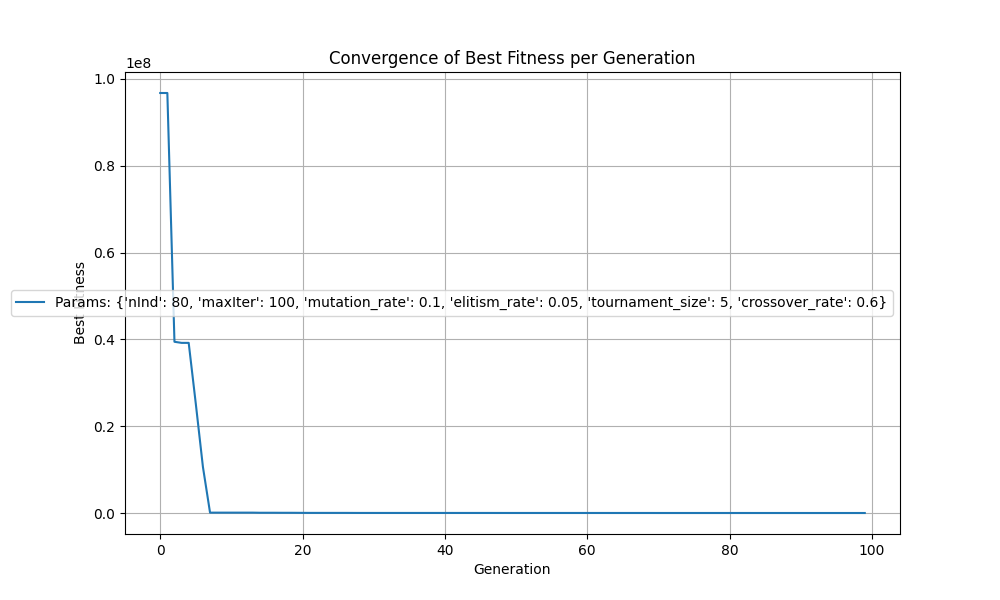 Convergence of Best Fitness per Generation
1e8
1.0
0.8
0.6
0.4
0.2
0.0
Best
Params: {'nInd': 80, 'maxIter': 100, 'mutation_rate': 0.1, 'elitism_rate': 0.05, 'tournament_size': 5, 'crossover_rate': 0.6}
0 20 40 60 80 100
Generation